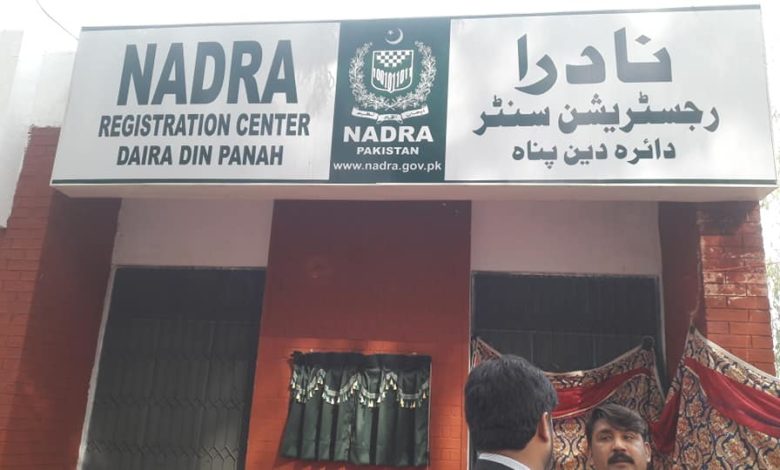 NADRA
REGISTRATION CENTER
DAIRA DIN PANAH
NADRA
PAKISTAN
www.nadra.gov.pk
نادرا
رجسٹریشن سنٹر
دائرہ دین پناہ